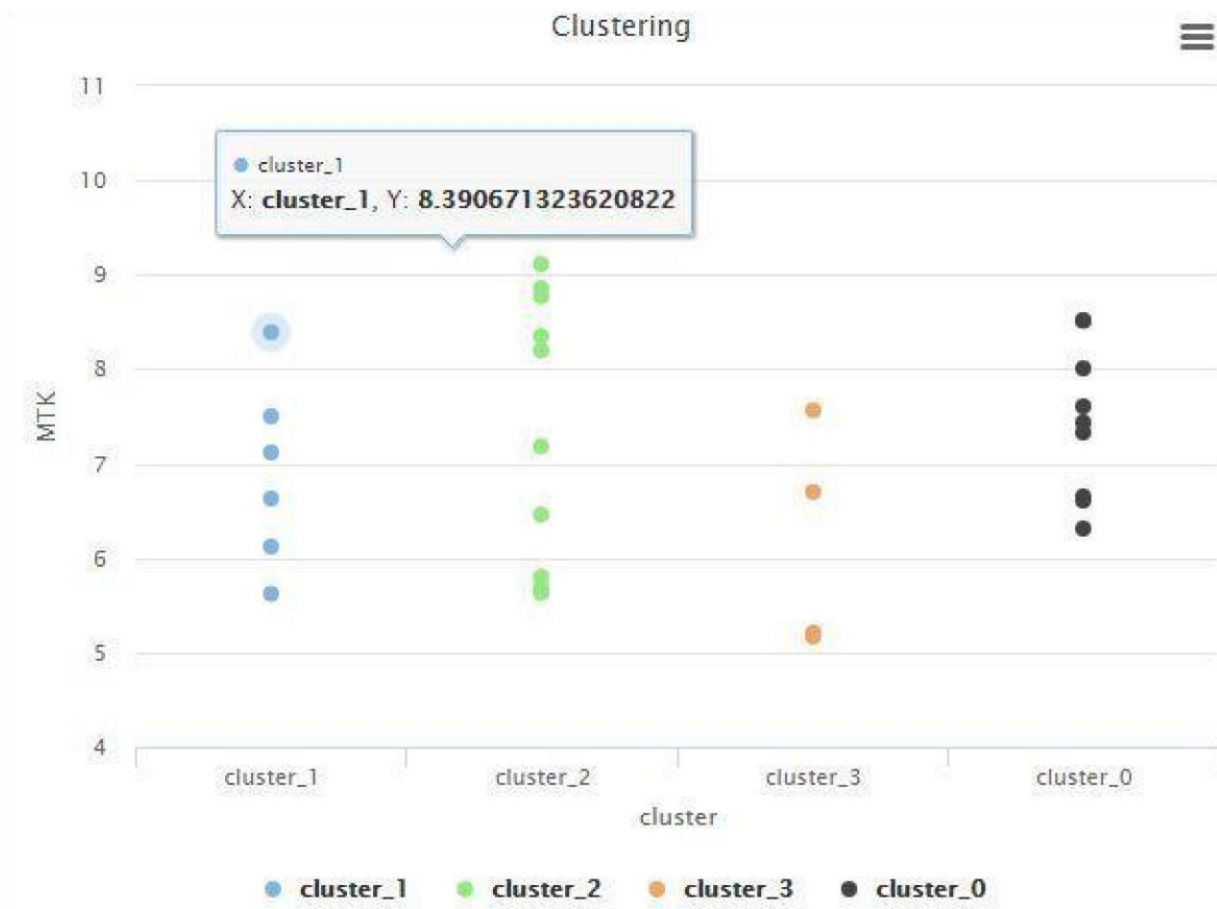 Clustering
11
cluster_1
10
X: cluster_1, Y: 8.390671323620822
9
8
MTK
7
6
5
4
cluster_1 cluster_2 cluster_3 cluster_0
cluster
cluster_1 cluster_2 cluster_3 cluster_0